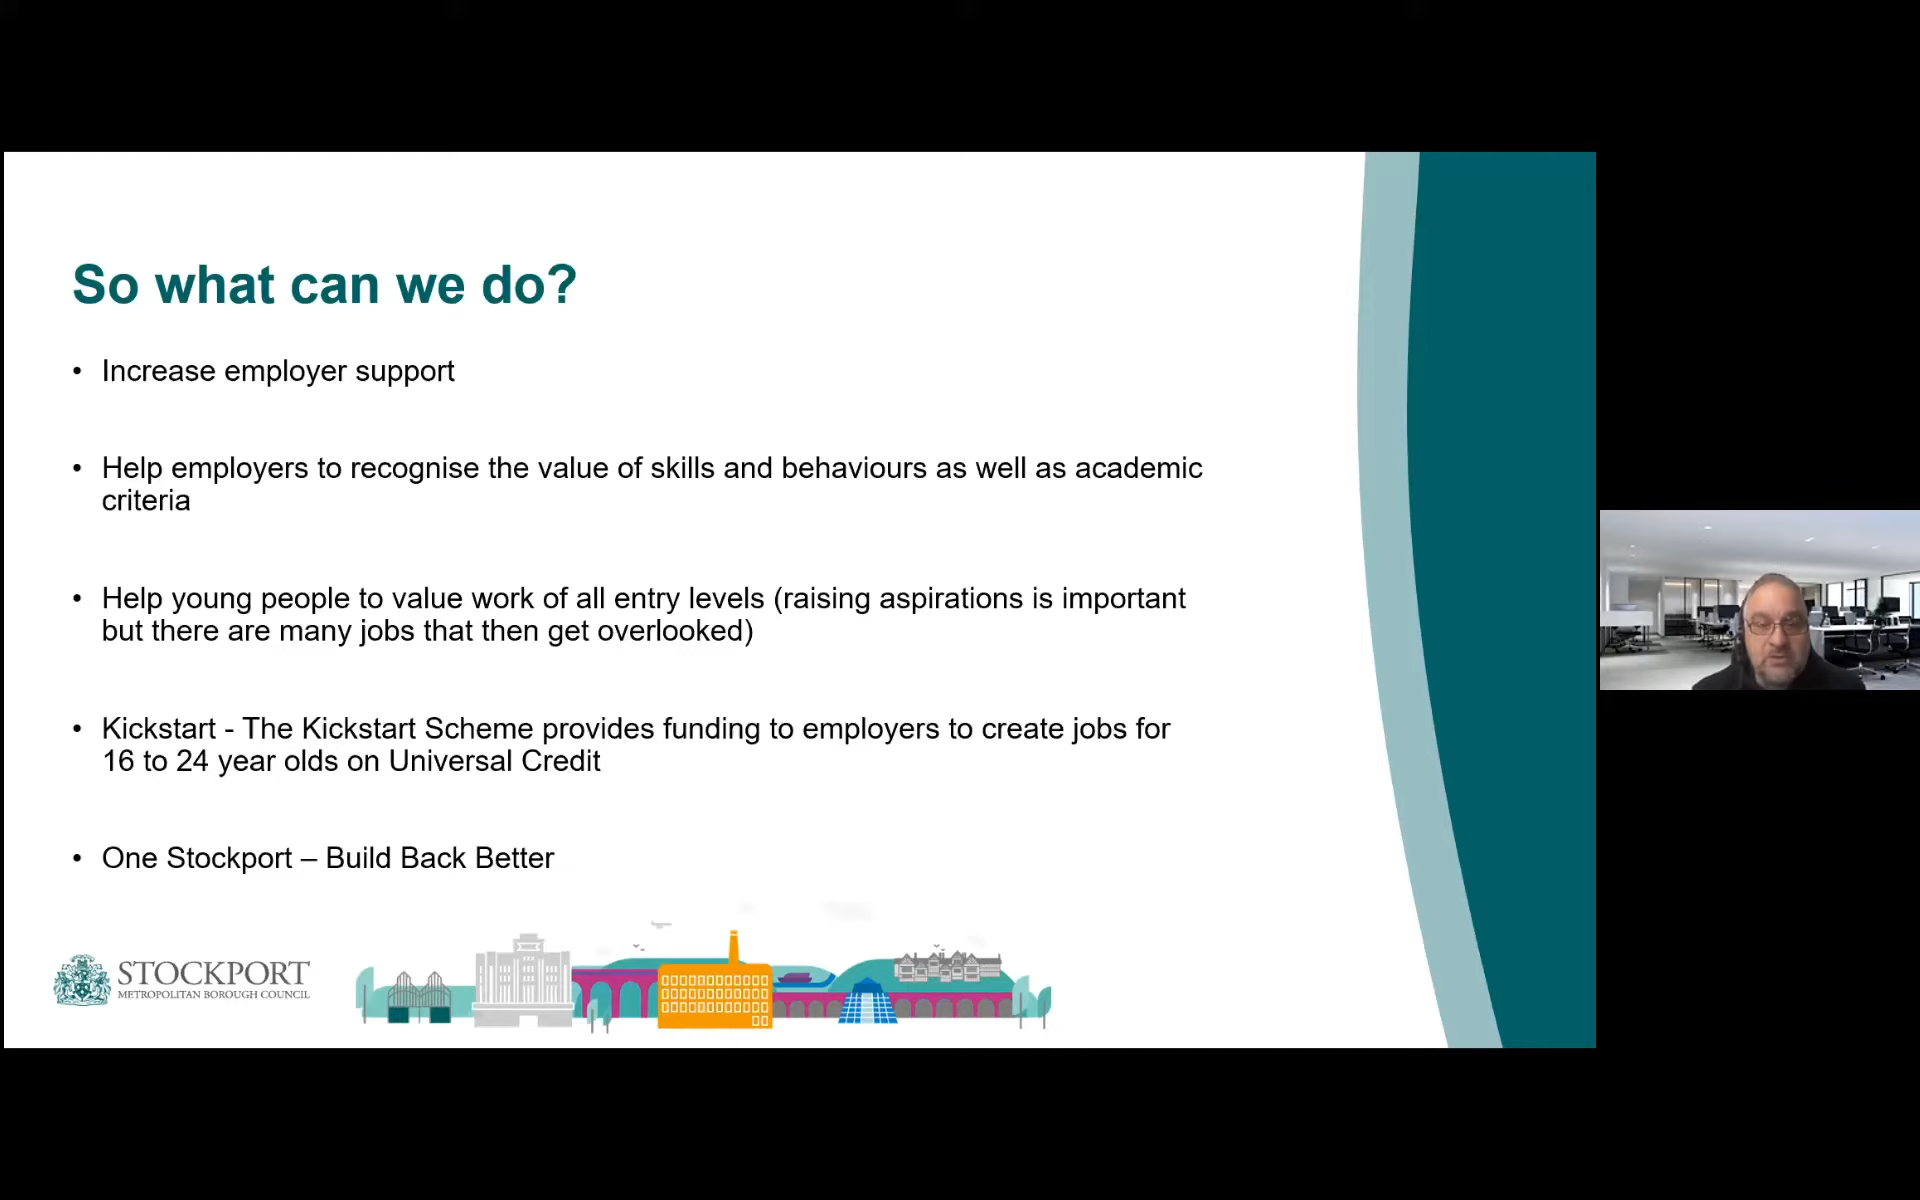 So what can we do?
• Increase employer support
• Help employers to recognise the value of skills and behaviours as well as academic
criteria
• Help young people to value work of all entry levels (raising aspirations is important
but there are many jobs that then get overlooked)
• Kickstart - The Kickstart Scheme provides funding to employers to create jobs for
16 to 24 year olds on Universal Credit
• One Stockport – Build Back Better
STOCKPORT
METROPOLITAN BOROUGH COUNCIL